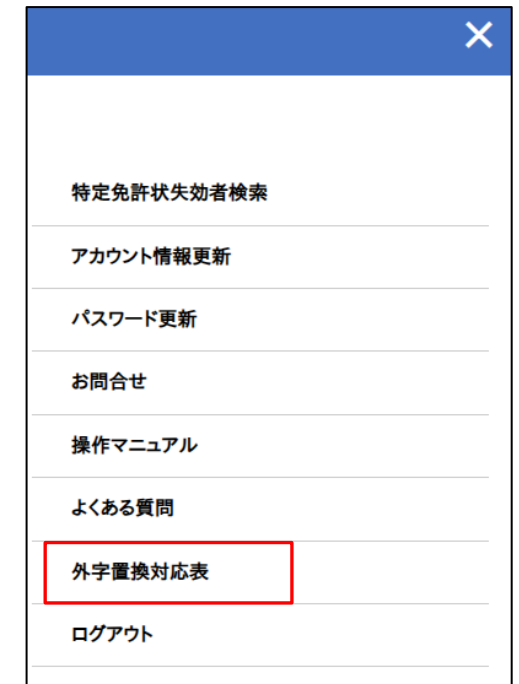 特定免許状失効者検索
アカウント情報更新
パスワード更新
お問合せ
操作マニュアル
よくある質問
外字置換対応表
ログアウト